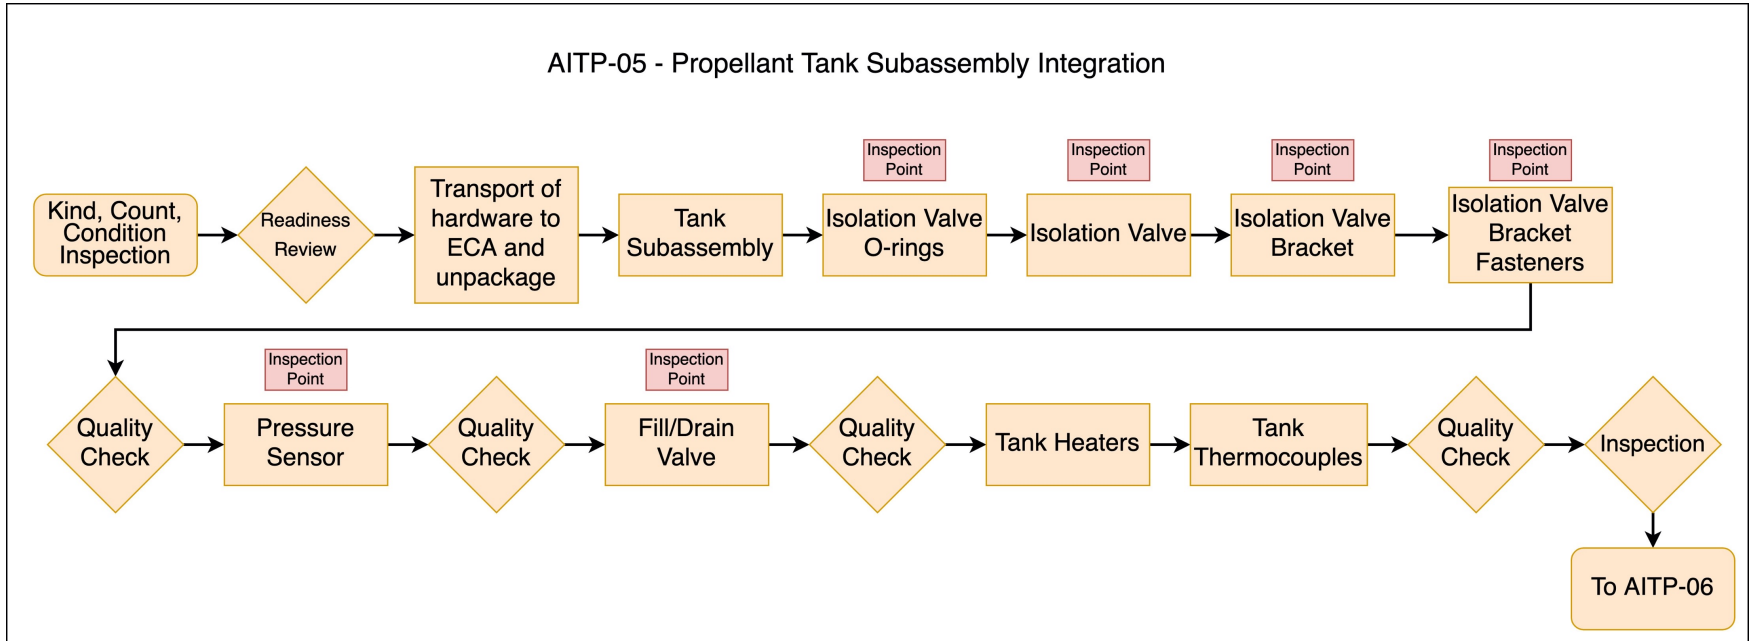 AITP-05 - Propellant Tank Subassembly Integration
Inspection
Point
Inspection
Point
Inspection
Point
Inspection
Point
Kind, Count,
Condition
Inspection
Readiness
Review
Transport of
hardware to
ECA and
unpackage
Tank
Subassembly
Isolation Valve
O-rings
Isolation Valve
Isolation Valve
Bracket
Isolation Valve
Bracket
Fasteners
Inspection
Point
Inspection
Point
Quality
Check
Pressure
Sensor
Quality
Check
Fill/Drain
Valve
Quality
Check
Tank Heaters
Tank
Thermocouples
Quality
Check
Inspection
To AITP-06